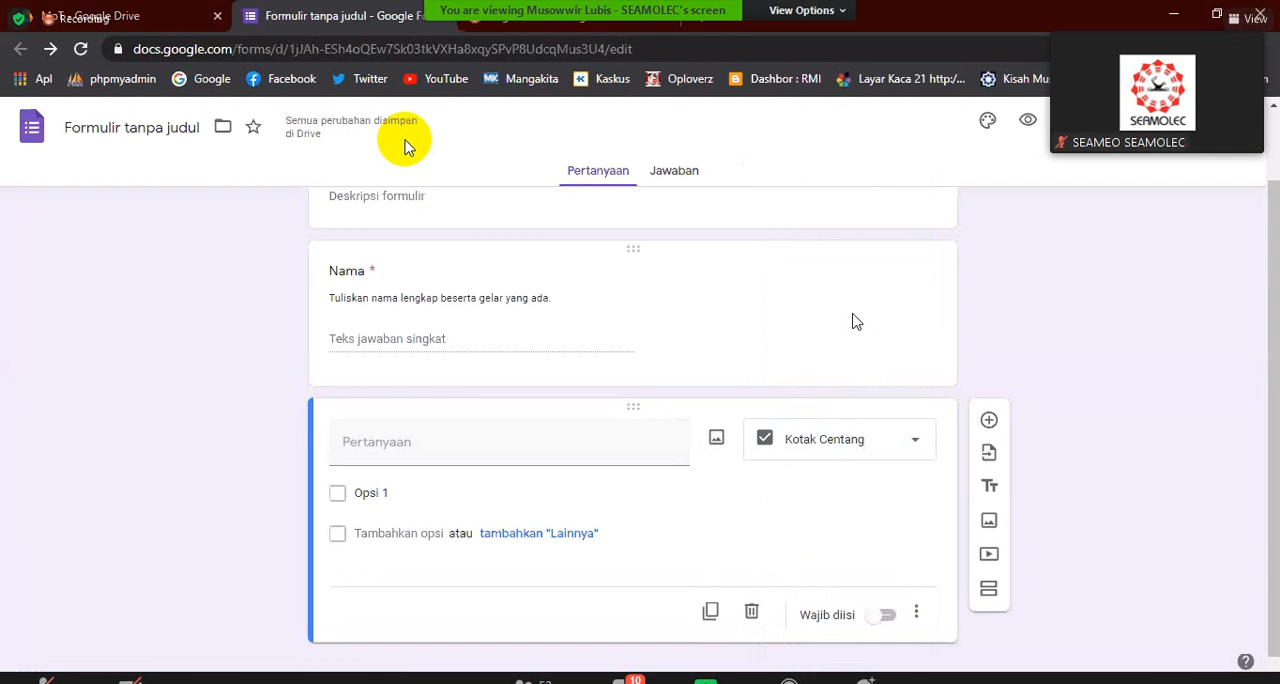 Google Drive
Recording
Formulir tanpa judul - Google F
You are viewing Musowwir Lubis - SEAMOLEC's screen
View Options
View
docs.google.com/forms/d/1jJAh-ESh4oQEw7Sk03tkVXHa8xqySPvP8UdcqMus3U4/edit
Apl
phpmyadmin
Google
Facebook
Twitter
YouTube
Mangakita
Kaskus
Oploverz
Dashbor : RMI
Layar Kaca 21 http:/...
Kisah Mus
SEAMOLEC
SEAMEO SEAMOLEC
Formulir tanpa judul
Semua perubahan disimpan
di Drive
Pertanyaan
Jawaban
Deskripsi formulir
Nama *
Tuliskan nama lengkap beserta gelar yang ada.
Teks jawaban singkat
Pertanyaan
Kotak Centang
Opsi 1
Tambahkan opsi atau tambahkan "Lainnya"
Wajib diisi
10